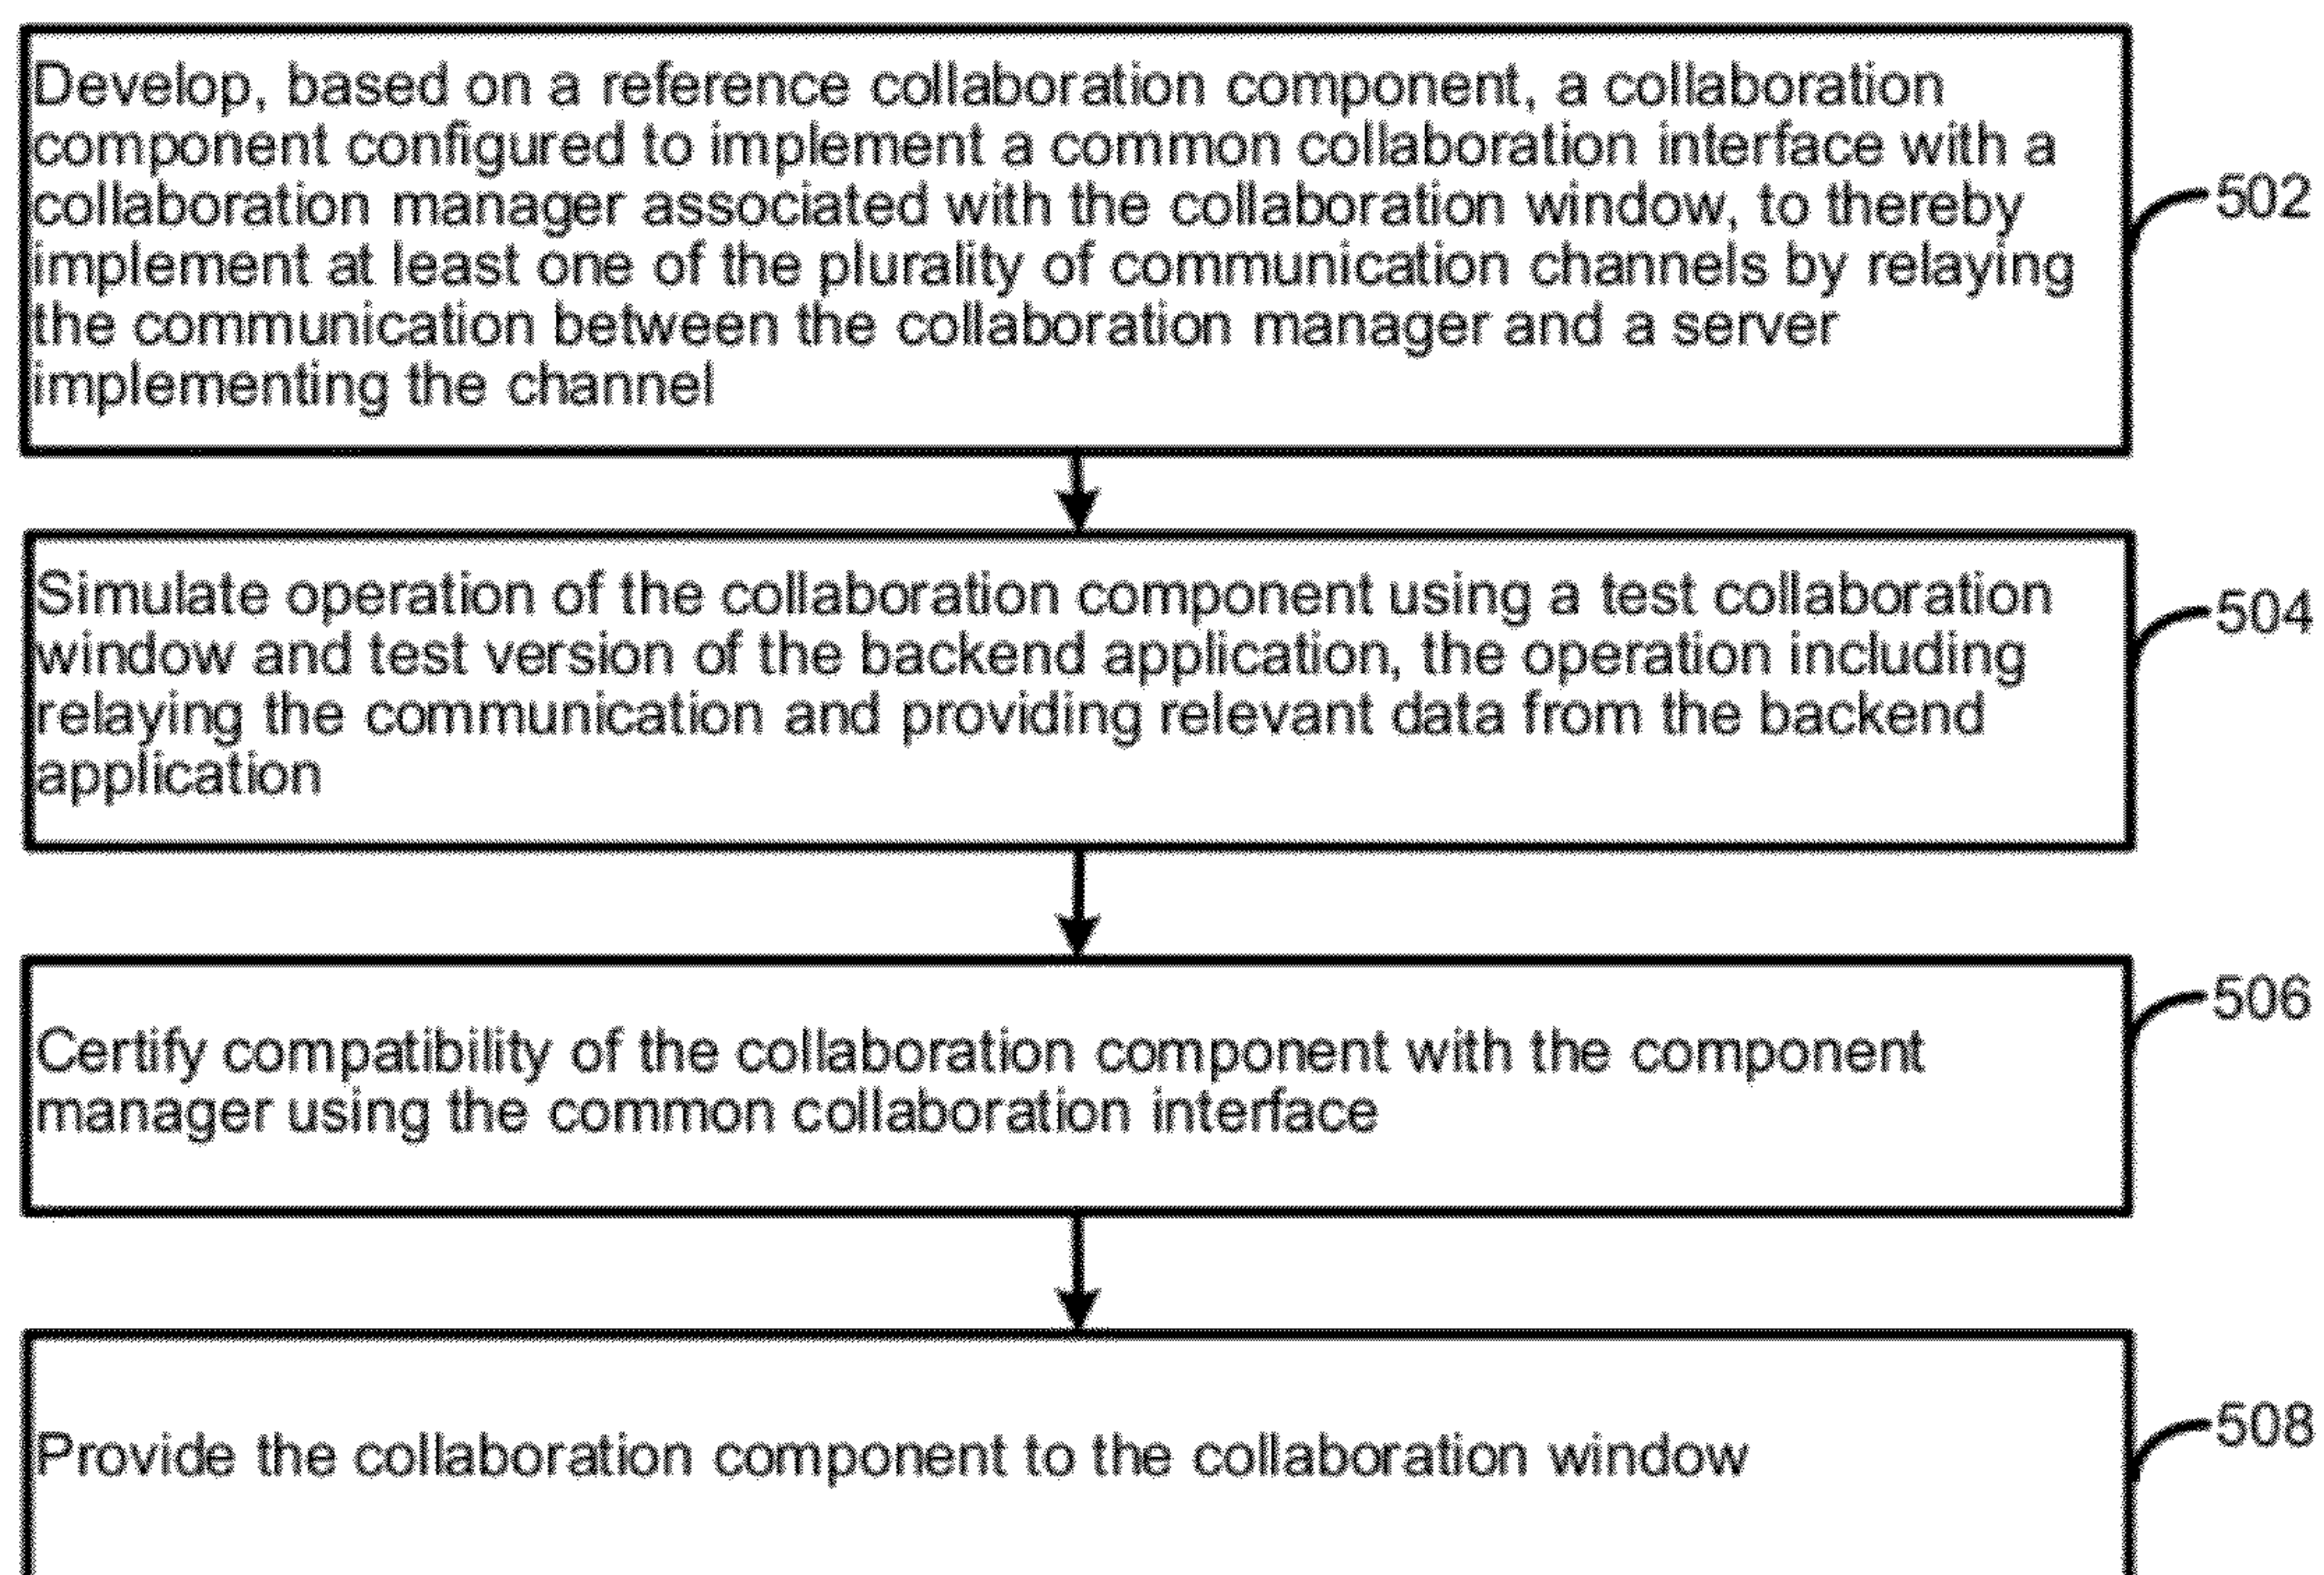 Develop, based on a reference collaboration component, a collaboration
component configured to implement a common collaboration interface with a
collaboration manager associated with the collaboration window, to thereby
implement at least one of the plurality of communication channels by relaying
the communication between the collaboration manager and a server
implementing the channel
502
Simulate operation of the collaboration component using a test collaboration
window and test version of the backend application, the operation including
relaying the communication and providing relevant data from the backend
application
504
Certify compatibility of the collaboration component with the component
manager using the common collaboration interface
506
Provide the collaboration component to the collaboration window
508